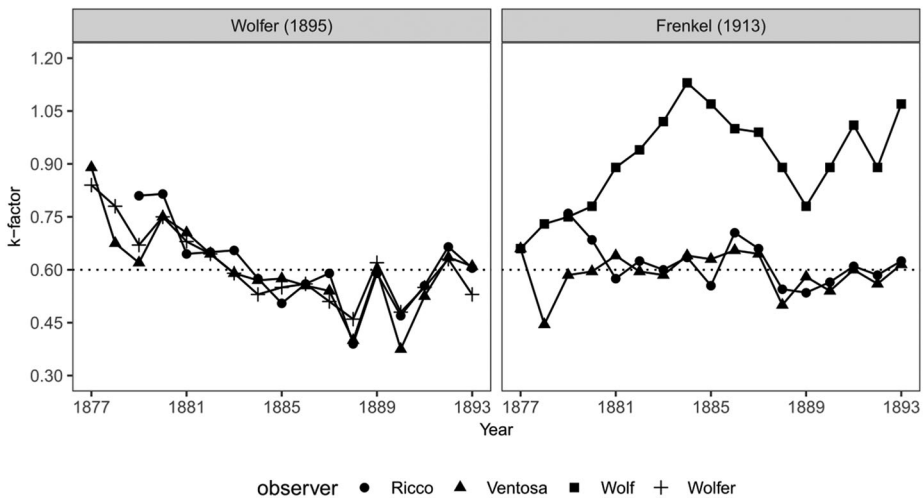 Wolfer (1895)
Frenkel (1913)
k−factor
1.20
1.05
0.90
0.75
0.60
0.45
0.30
1877 1881 1885 1889 1893 1877 1881 1885 1889 1893
Year
observer Ricco Ventosa Wolf Wolfer